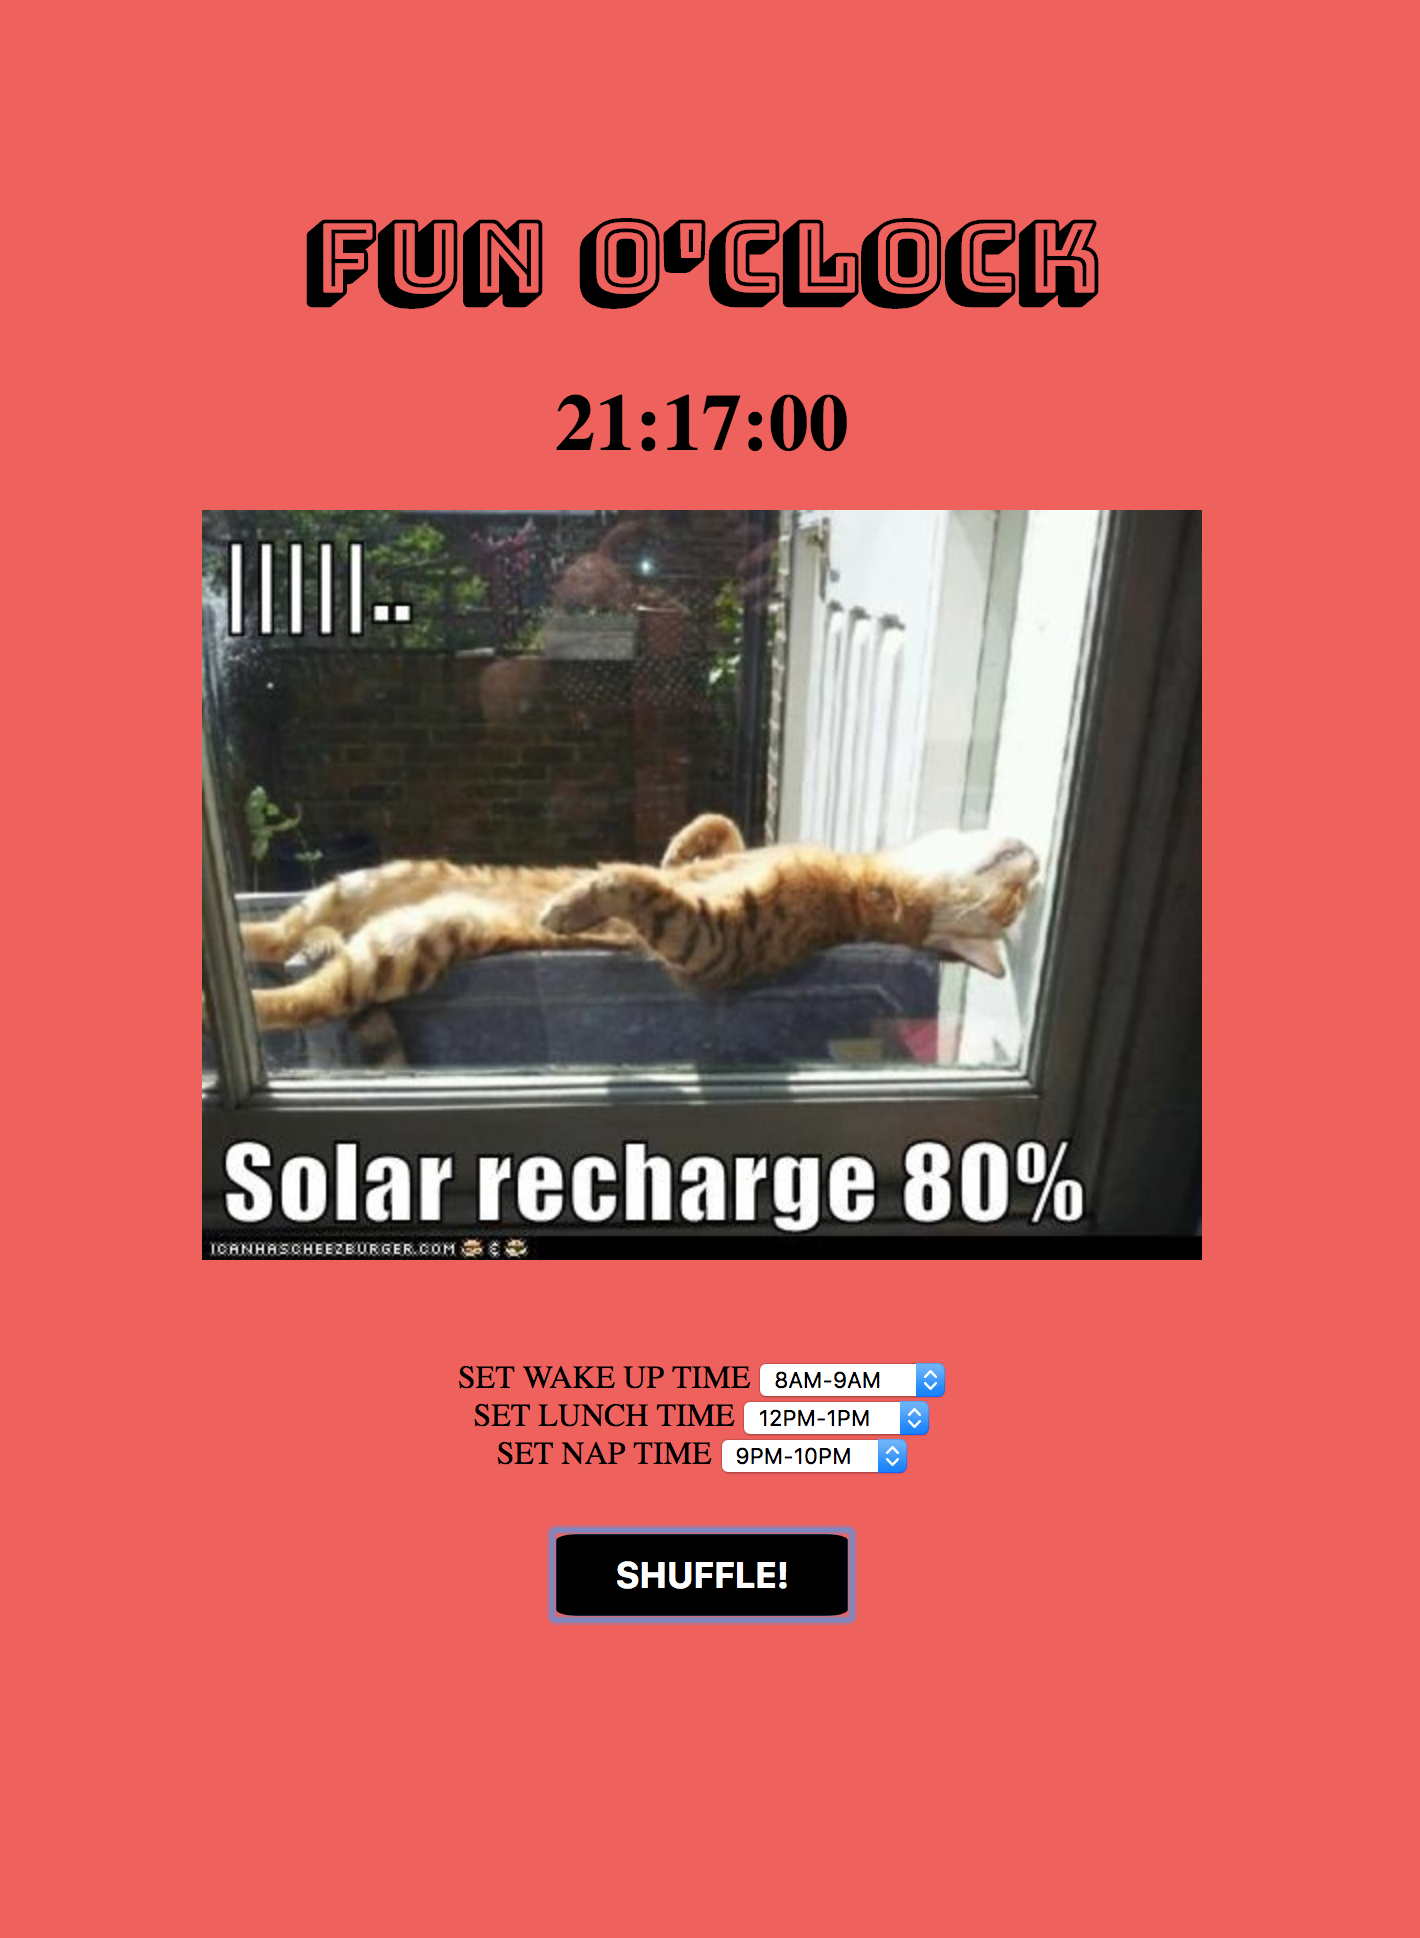 FUN O'CLOCK
21:17:00
|||||..
Solar recharge 80%
ICANHASCHEEZBURGER.COM
SET WAKE UP TIME 8AM-9AM
SET LUNCH TIME 12PM-1PM
SET NAP TIME 9PM-10PM
SHUFFLE!